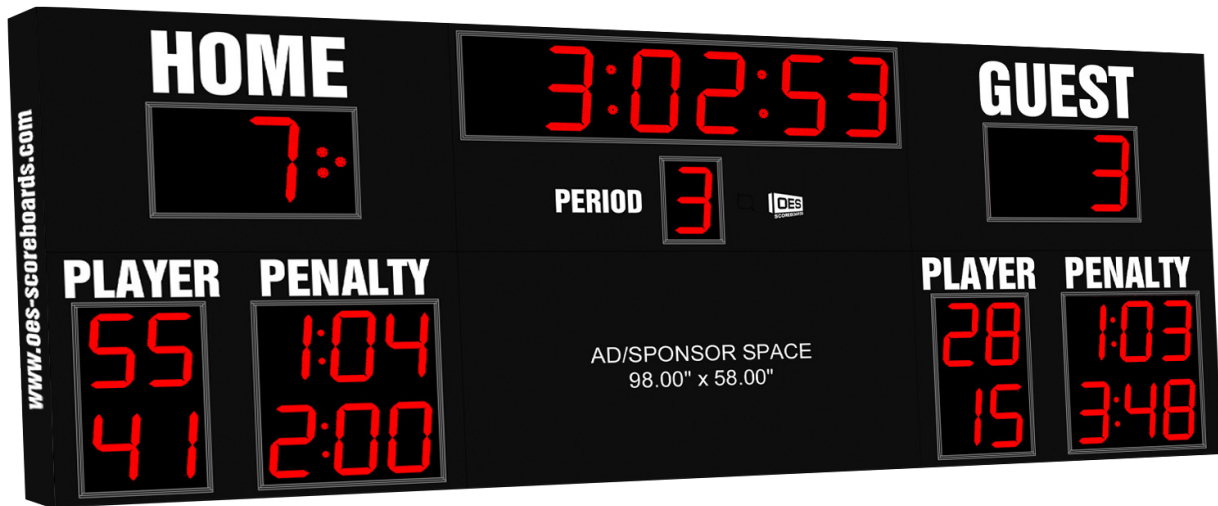 www.oes-scoreboards.com
HOME
3:02:53
GUEST
7
3
PERIOD 3
OES
SCOREBOARDS
PLAYER PENALTY
55 1:04
41 2:00
AD/SPONSOR SPACE
98.00" x 58.00"
PLAYER PENALTY
28 1:03
15 3:48